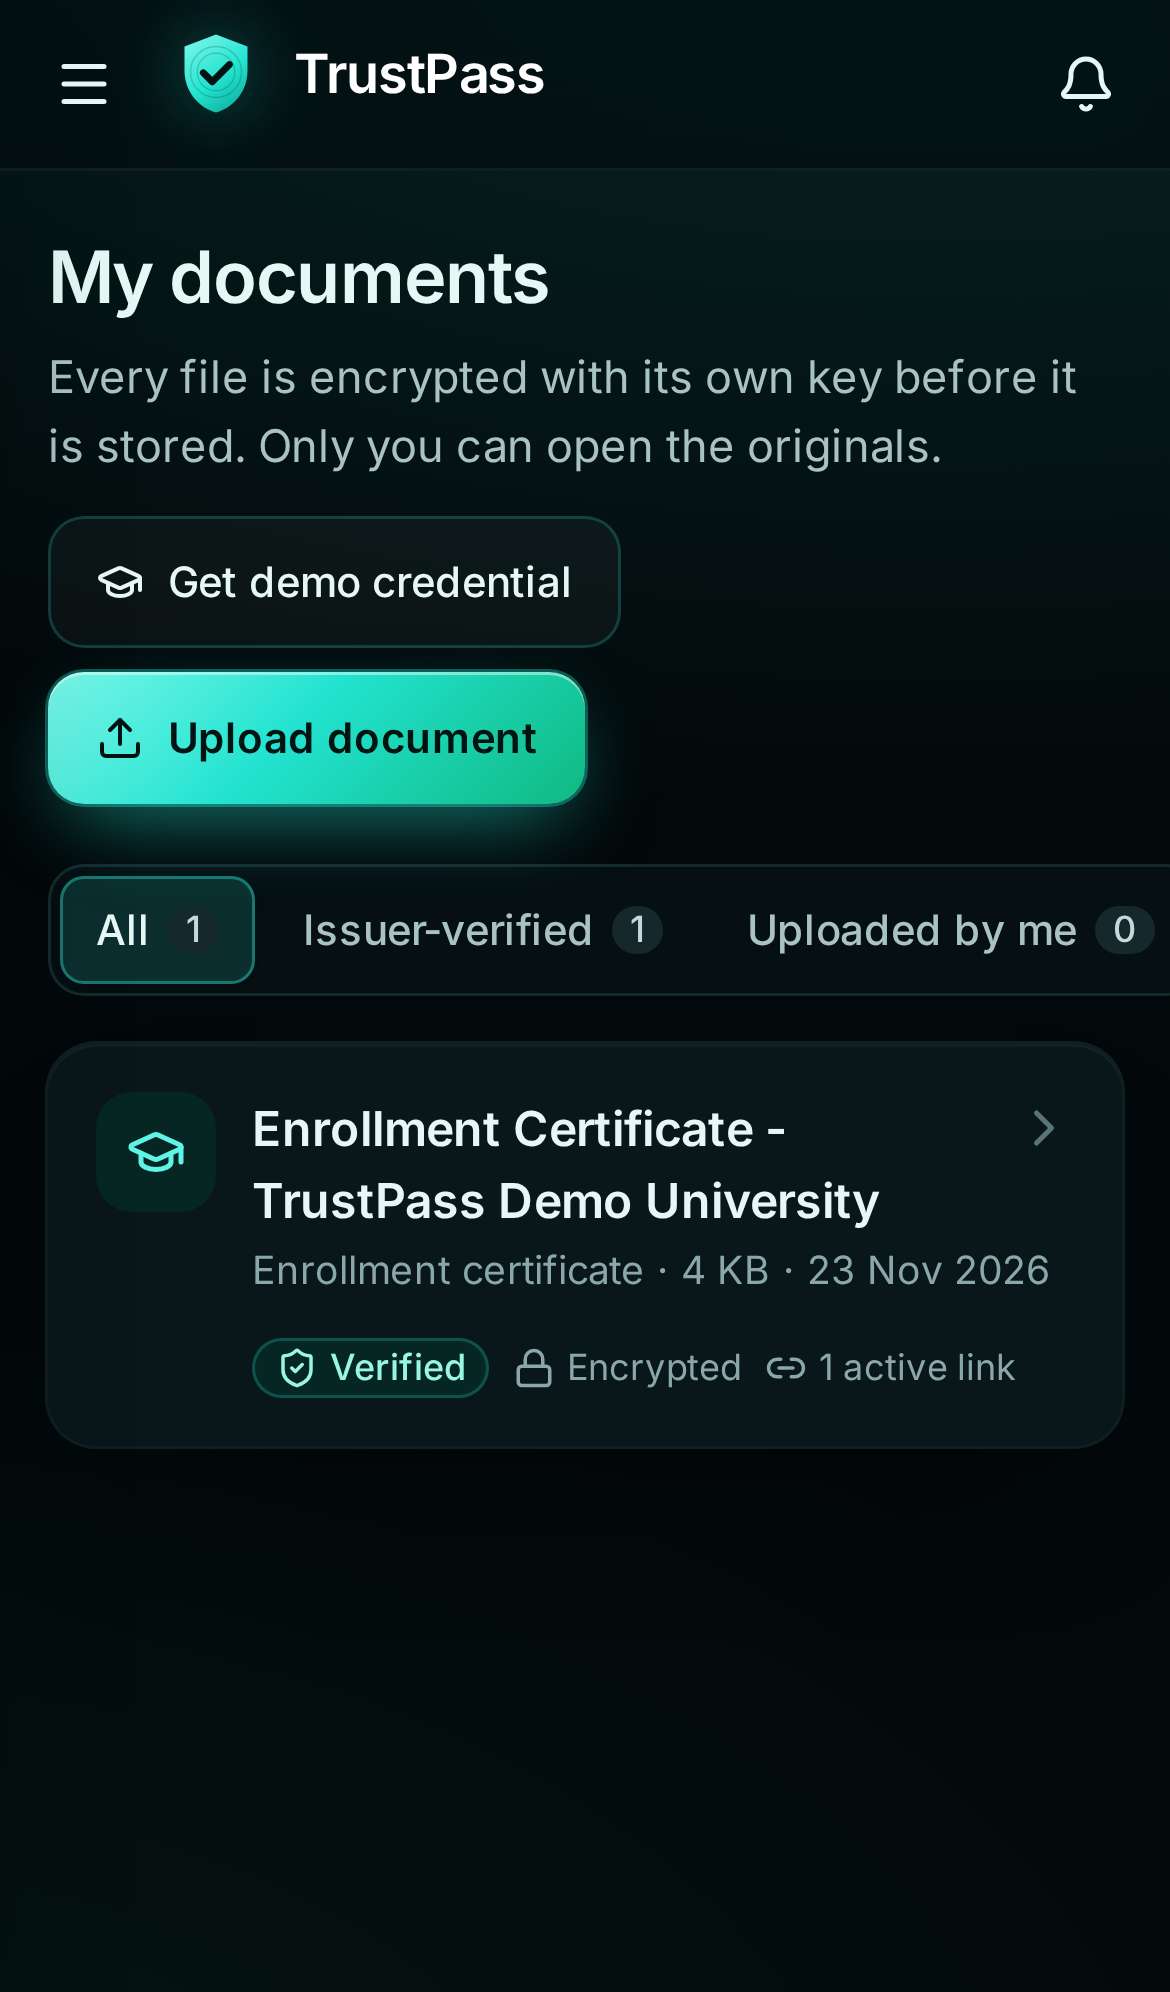 TrustPass
My documents
Every file is encrypted with its own key before it
is stored. Only you can open the originals.
Get demo credential
Upload document
All 1 Issuer-verified 1 Uploaded by me 0
Enrollment Certificate -
TrustPass Demo University
Enrollment certificate · 4 KB · 23 Nov 2026
Verified Encrypted 1 active link